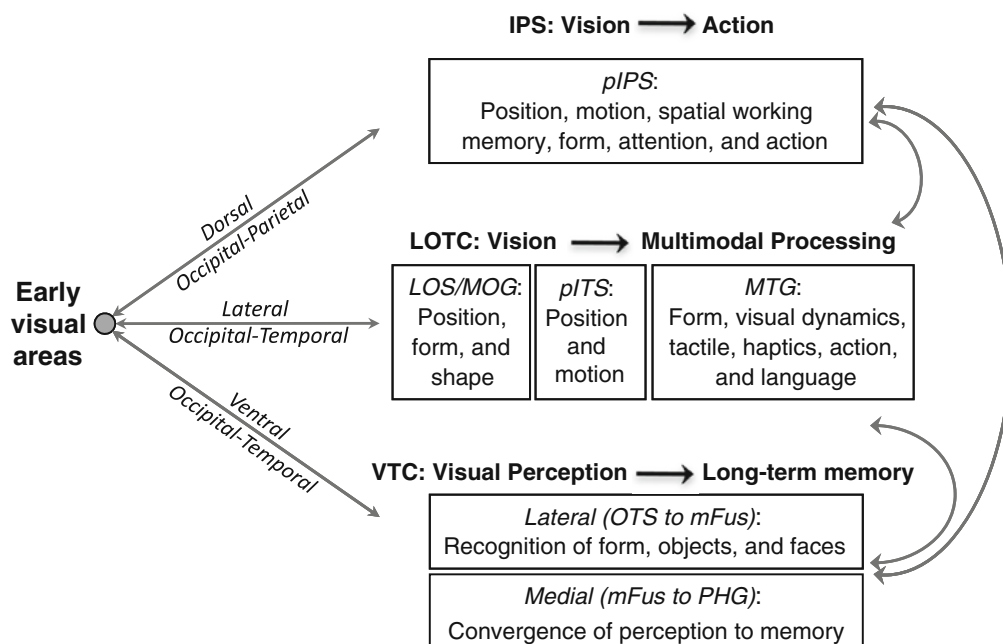 IPS: Vision → Action
pIPS:
Position, motion, spatial working
memory, form, attention, and action
Dorsal
Occipital-Parietal
LOTC: Vision → Multimodal Processing
LOS/MOG:
Position,
form, and
shape
pITS:
Position
and
motion
MTG:
Form, visual dynamics,
tactile, haptics, action,
and language
Early
visual
areas
Lateral
Occipital-Temporal
Ventral
Occipital-Temporal
VTC: Visual Perception → Long-term memory
Lateral (OTS to mFus):
Recognition of form, objects, and faces
Medial (mFus to PHG):
Convergence of perception to memory